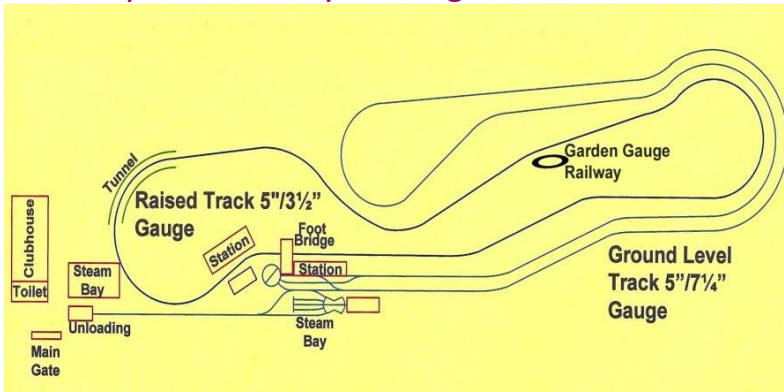 Tunnel
Raised Track 5"/3½"
Gauge
Garden Gauge
Railway
Clubhouse
Toilet
Steam
Bay
Station
Foot
Bridge
Station
Ground Level
Track 5"/7¼"
Gauge
Unloading
Steam
Bay
Main
Gate